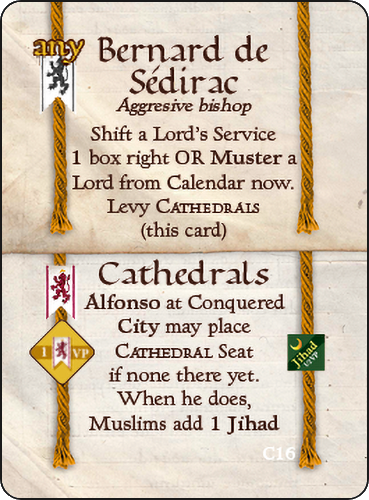 any
Bernard de
Sédirac
Aggresive bishop
Shift a Lord's Service
1 box right OR Muster a
Lord from Calendar now.
Levy CATHEDRALS
(this card)
Cathedrals
Alfonso at Conquered
City may place
CATHEDRAL Seat
if none there yet.
When he does,
Muslims add 1 Jihad
1 VP
Jihad
1/2 VP
C16